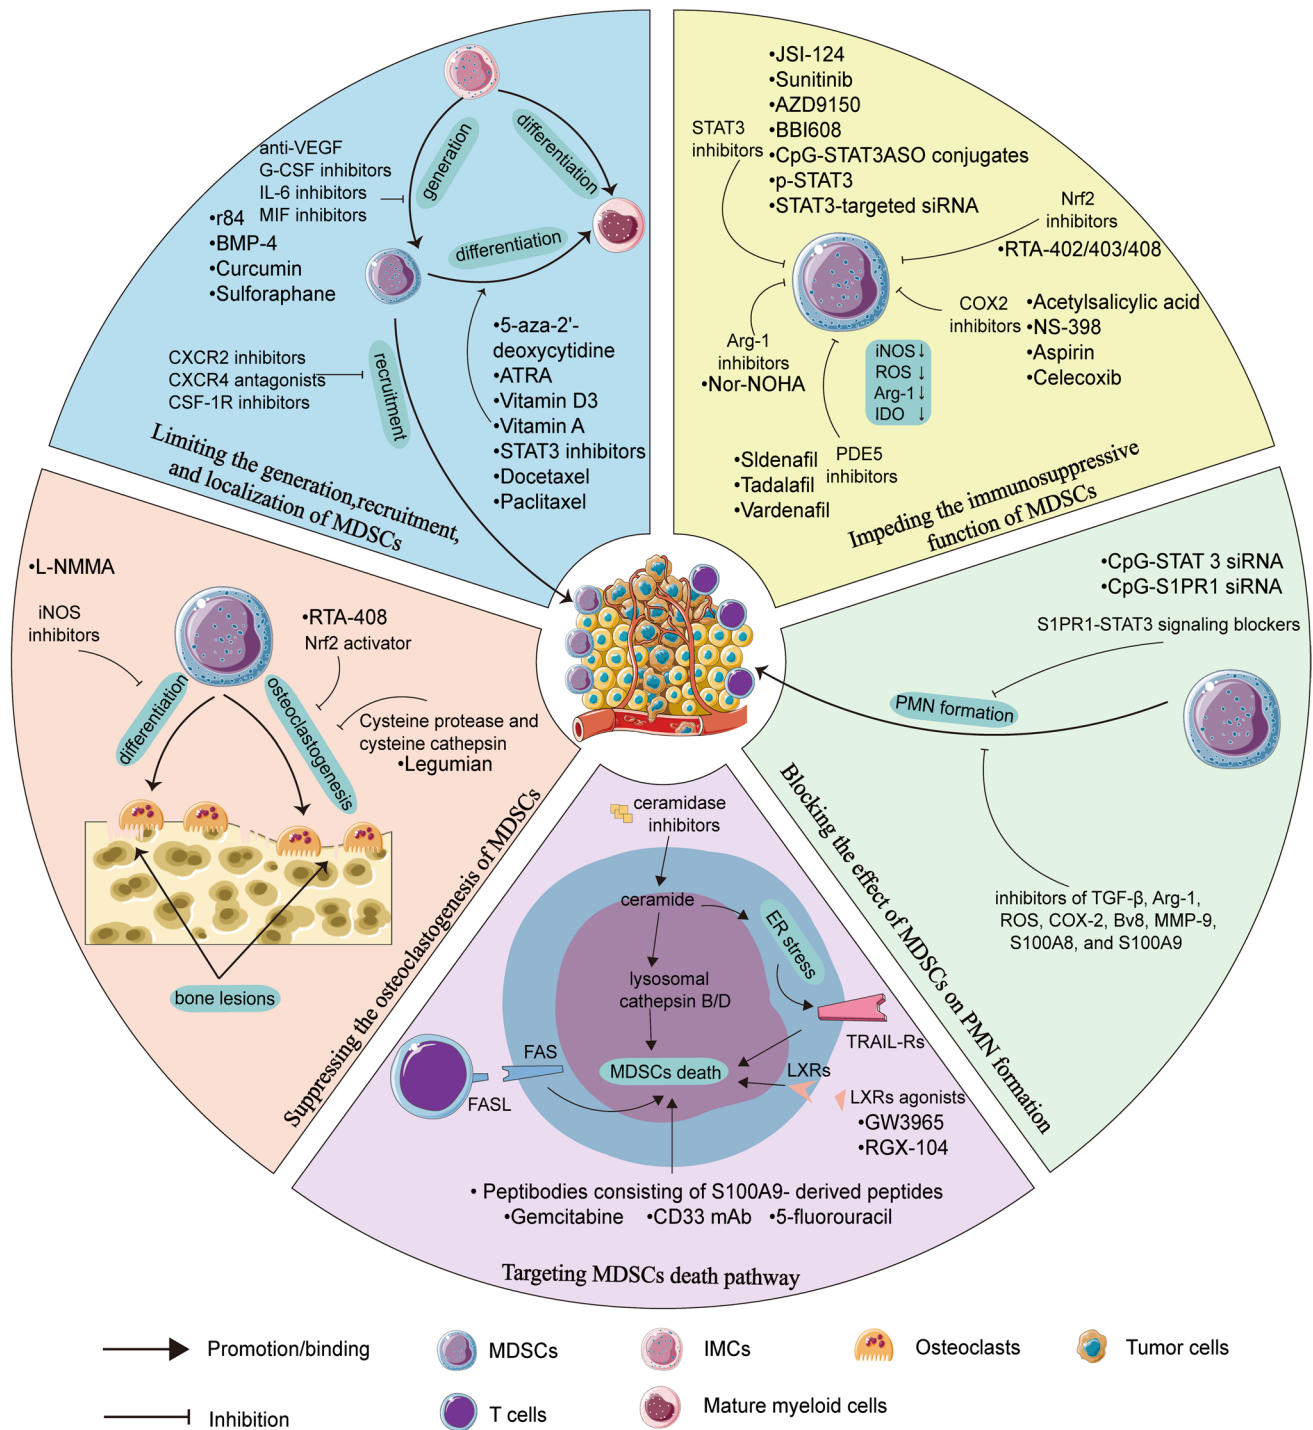 anti-VEGF
G-CSF inhibitors
IL-6 inhibitors
MIF inhibitors
•r84
•BMP-4
•Curcumin
•Sulforaphane
generation
differentiation
differentiation
CXCR2 inhibitors
CXCR4 antagonists
CSF-1R inhibitors
recruitment
•5-aza-2'-
deoxycytidine
•ATRA
•Vitamin D3
•Vitamin A
•STAT3 inhibitors
•Docetaxel
•Paclitaxel
Limiting the generation,recruitment,
and localization of MDSCs
•JSI-124
•Sunitinib
•AZD9150
•BBI608
•CpG-STAT3ASO conjugates
•p-STAT3
•STAT3-targeted siRNA
STAT3
inhibitors
Nrf2
inhibitors
•RTA-402/403/408
COX2
inhibitors
•Acetylsalicylic acid
•NS-398
•Aspirin
•Celecoxib
Arg-1
inhibitors
•Nor-NOHA
iNOS↓
ROS ↓
Arg-1↓
IDO ↓
PDE5
inhibitors
•Sldenafil
•Tadalafil
•Vardenafil
Impeding the immunosuppressive
function of MDSCs
•L-NMMA
iNOS
inhibitors
•RTA-408
Nrf2 activator
differentiation
osteoclastogenesis
Cysteine protease and
cysteine cathepsin
•Legumian
bone lesions
Suppressing the osteoclastogenesis of MDSCs
•CpG-STAT 3 siRNA
•CpG-S1PR1 siRNA
S1PR1-STAT3 signaling blockers
PMN formation
inhibitors of TGF-β, Arg-1,
ROS, COX-2, Bv8, MMP-9,
S100A8, and S100A9
Blocking the effect of MDSCs on PMN formation
ceramidase
inhibitors
ceramide
ER stress
lysosomal
cathepsin B/D
TRAIL-Rs
FAS
FASL
MDSCs death
LXRs
LXRs agonists
•GW3965
•RGX-104
• Peptibodies consisting of S100A9- derived peptides
•Gemcitabine •CD33 mAb •5-fluorouracil
Targeting MDSCs death pathway
Promotion/binding
MDSCs
IMCs
Osteoclasts
Tumor cells
Inhibition
T cells
Mature myeloid cells